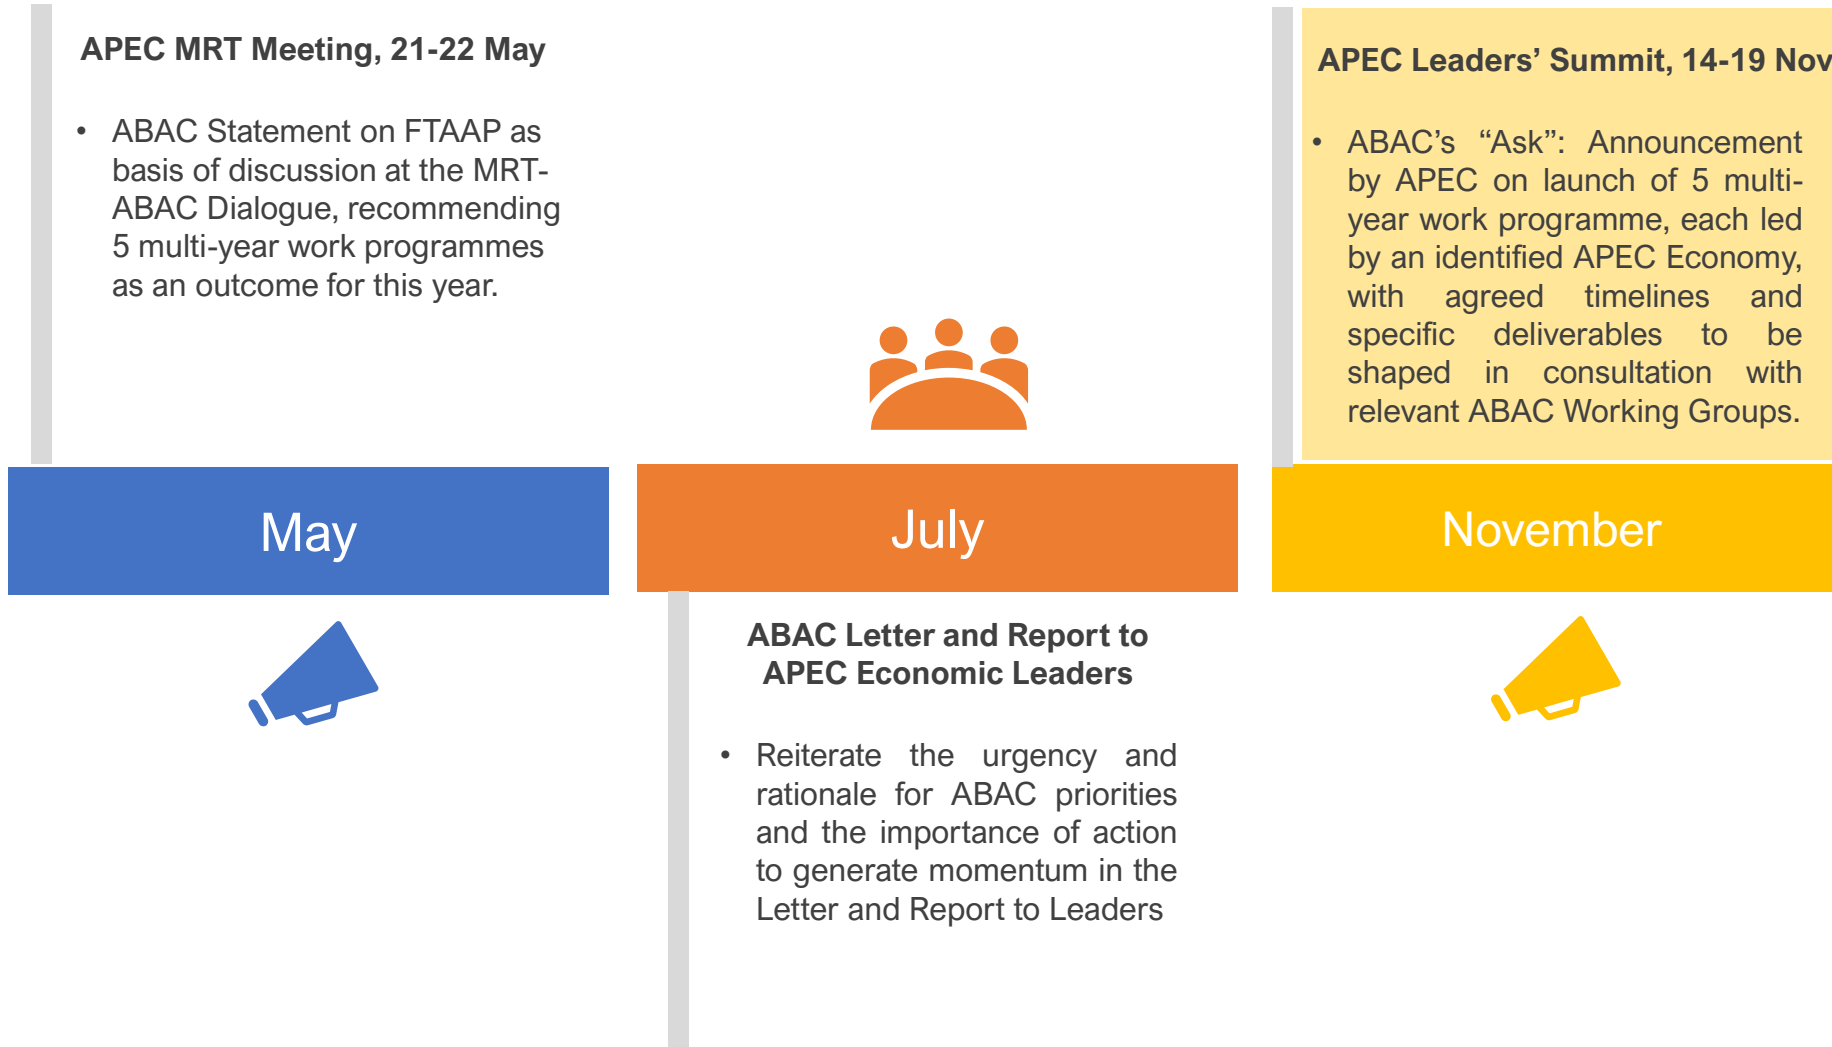 APEC MRT Meeting, 21-22 May
• ABAC Statement on FTAAP as
basis of discussion at the MRT-
ABAC Dialogue, recommending
5 multi-year work programmes
as an outcome for this year.
May
July
ABAC Letter and Report to
APEC Economic Leaders
• Reiterate the urgency and
rationale for ABAC priorities
and the importance of action
to generate momentum in the
Letter and Report to Leaders
APEC Leaders’ Summit, 14-19 Nov
• ABAC’s “Ask”: Announcement
by APEC on launch of 5 multi-
year work programme, each led
by an identified APEC Economy,
with agreed timelines and
specific deliverables to be
shaped in consultation with
relevant ABAC Working Groups.
November